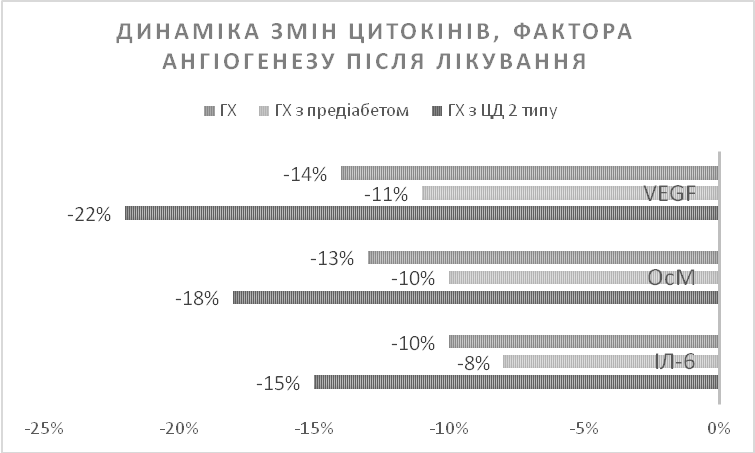 ДИНАМІКА ЗМІН ЦИТОКІНІВ, ФАКТОРА
АНГІОГЕНЕЗУ ПІСЛЯ ЛІКУВАННЯ
ГХ ГХ з предіабетом ГХ з ЦД 2 типу
-14%
-11% VEGF
-22%
-13%
-10% ОсМ
-18%
-10%
-8% ІЛ-6
-15%
-25% -20% -15% -10% -5% 0%